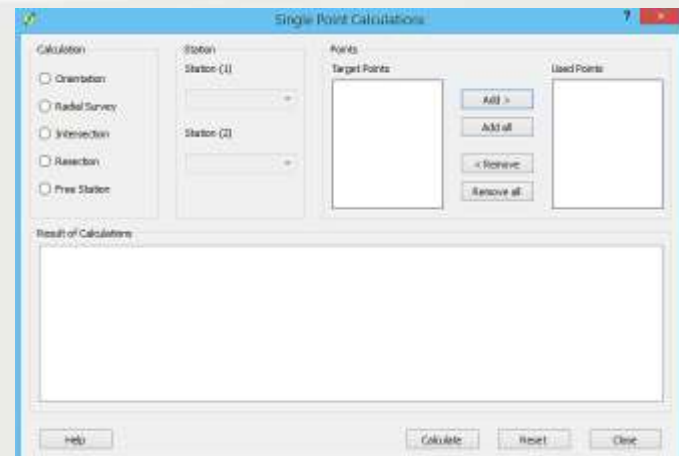 Single Point Calculations
?
Calculation
Orientation
Radial Survey
Intersection
Resection
Free Station
Station
Station (1)
Station (2)
Points
Target Points
Used Points
Add >
Add all
< Remove
Remove all
Result of Calculations
Help
Calculate
Reset
Close